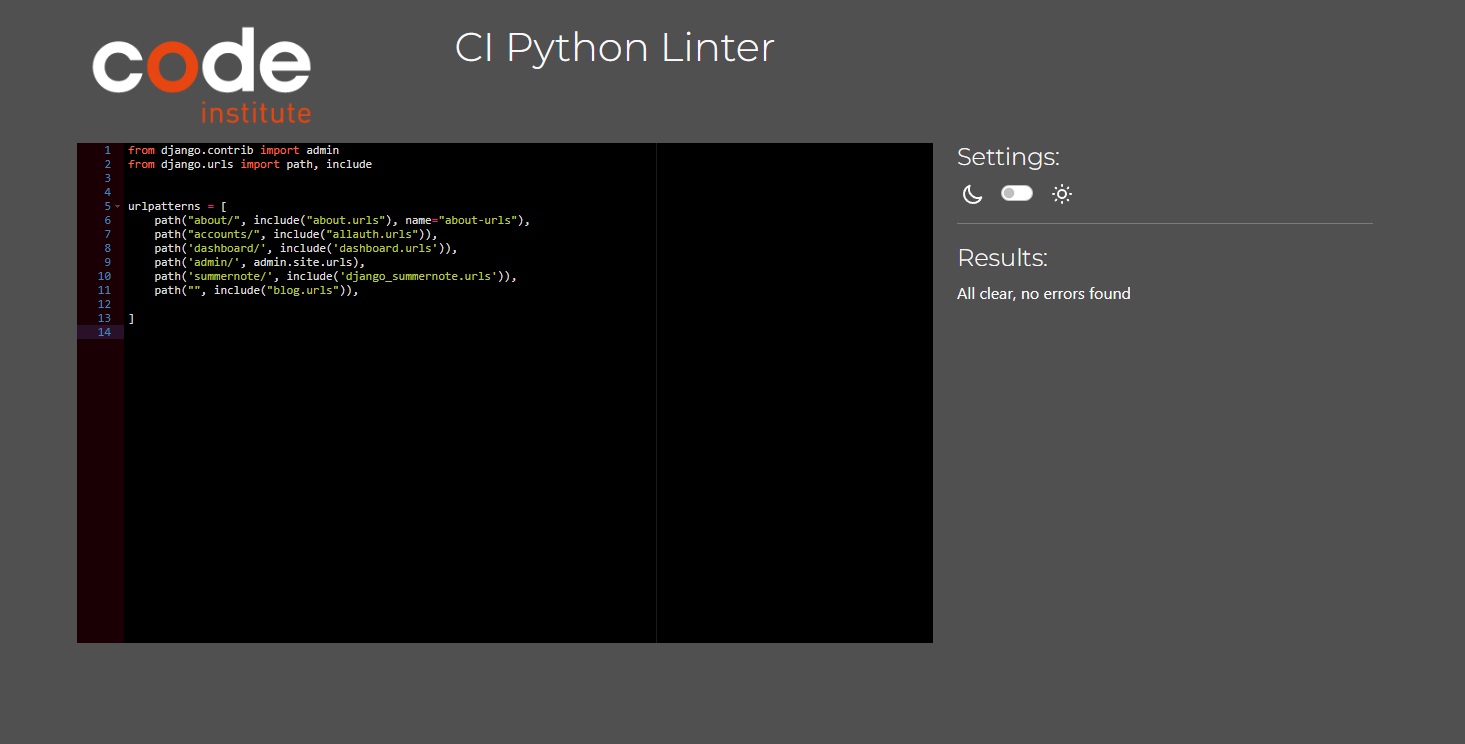 code
institute
CI Python Linter
1 from django.contrib import admin
2 from django.urls import path, include
3
4
5 urlpatterns = [
6     path("about/", include("about.urls"), name="about-urls"),
7     path("accounts/", include("allauth.urls")),
8     path('dashboard/', include('dashboard.urls')),
9     path('admin/', admin.site.urls),
10     path('summernote/', include('django_summernote.urls')),
11     path("", include("blog.urls")),
12
13 ]
14
Settings:
Results:
All clear, no errors found